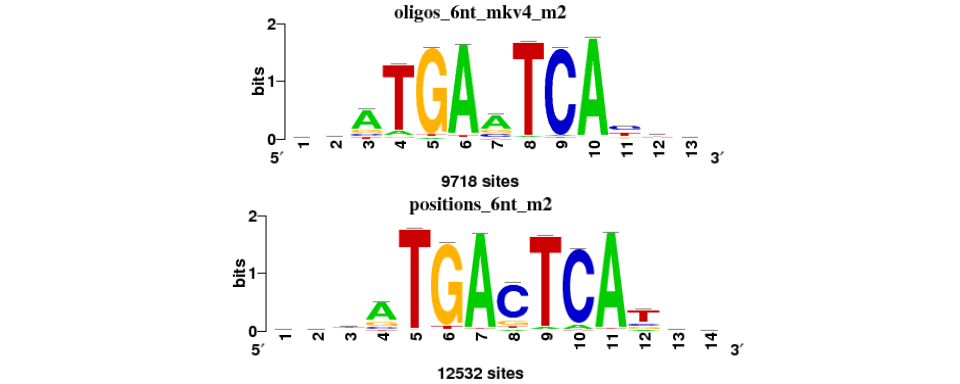 oligos_6nt_mkv4_m2
2
1
0
bits
ATGAATCA
5′ 1 2 3 4 5 6 7 8 9 10 11 12 13 3′
9718 sites
positions_6nt_m2
2
1
0
bits
ATGACTCAT
5′ 1 2 3 4 5 6 7 8 9 10 11 12 13 14 3′
12532 sites